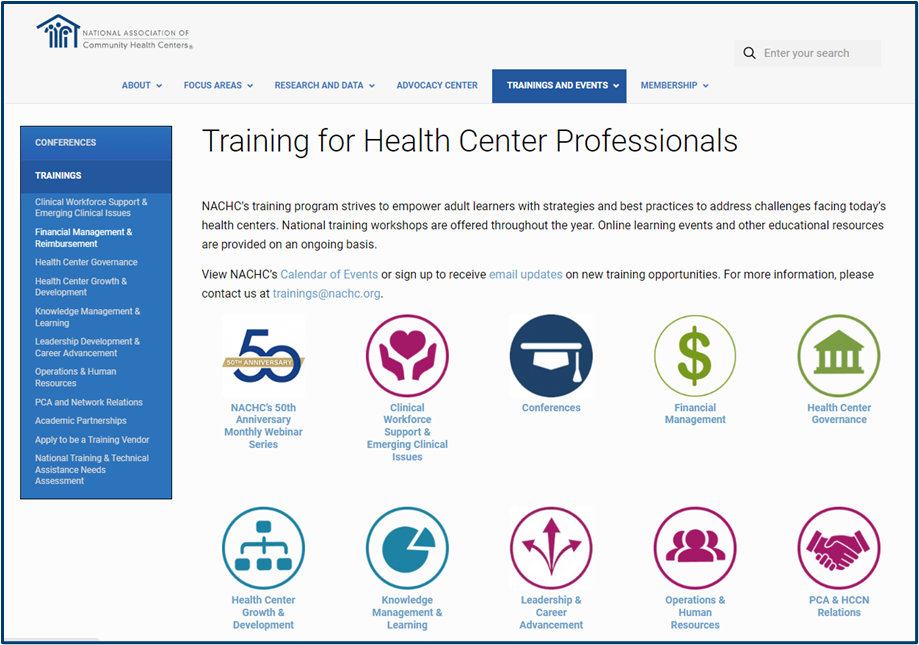 NATIONAL ASSOCIATION OF
Community Health Centers®
Enter your search
ABOUT
FOCUS AREAS
RESEARCH AND DATA
ADVOCACY CENTER
TRAININGS AND EVENTS
MEMBERSHIP
CONFERENCES
TRAININGS
Clinical Workforce Support &
Emerging Clinical Issues
Financial Management &
Reimbursement
Health Center Governance
Health Center Growth &
Development
Knowledge Management &
Learning
Leadership Development &
Career Advancement
Operations & Human
Resources
PCA and Network Relations
Academic Partnerships
Apply to be a Training Vendor
National Training & Technical
Assistance Needs
Assessment
Training for Health Center Professionals
NACHC's training program strives to empower adult learners with strategies and best practices to address challenges facing today's
health centers. National training workshops are offered throughout the year. Online learning events and other educational resources
are provided on an ongoing basis.
View NACHC's Calendar of Events or sign up to receive email updates on new training opportunities. For more information, please
contact us at trainings@nachc.org.
50
50TH ANNIVERSARY
NACHC's 50th
Anniversary
Monthly Webinar
Series
Clinical
Workforce
Support &
Emerging Clinical
Issues
Conferences
$
Financial
Management
Health Center
Governance
Health Center
Growth &
Development
Knowledge
Management &
Learning
Leadership &
Career
Advancement
Operations &
Human
Resources
PCA & HCCN
Relations